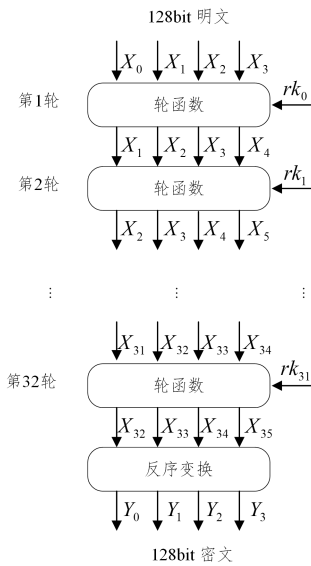 128bit 明文
X₀ X₁ X₂ X₃
第1轮 轮函数 rk₀
X₁ X₂ X₃ X₄
第2轮 轮函数 rk₁
X₂ X₃ X₄ X₅
⋮ ⋮ ⋮
X₃₁ X₃₂ X₃₃ X₃₄
第32轮 轮函数 rk₃₁
X₃₂ X₃₃ X₃₄ X₃₅
反序变换
Y₀ Y₁ Y₂ Y₃
128bit 密文